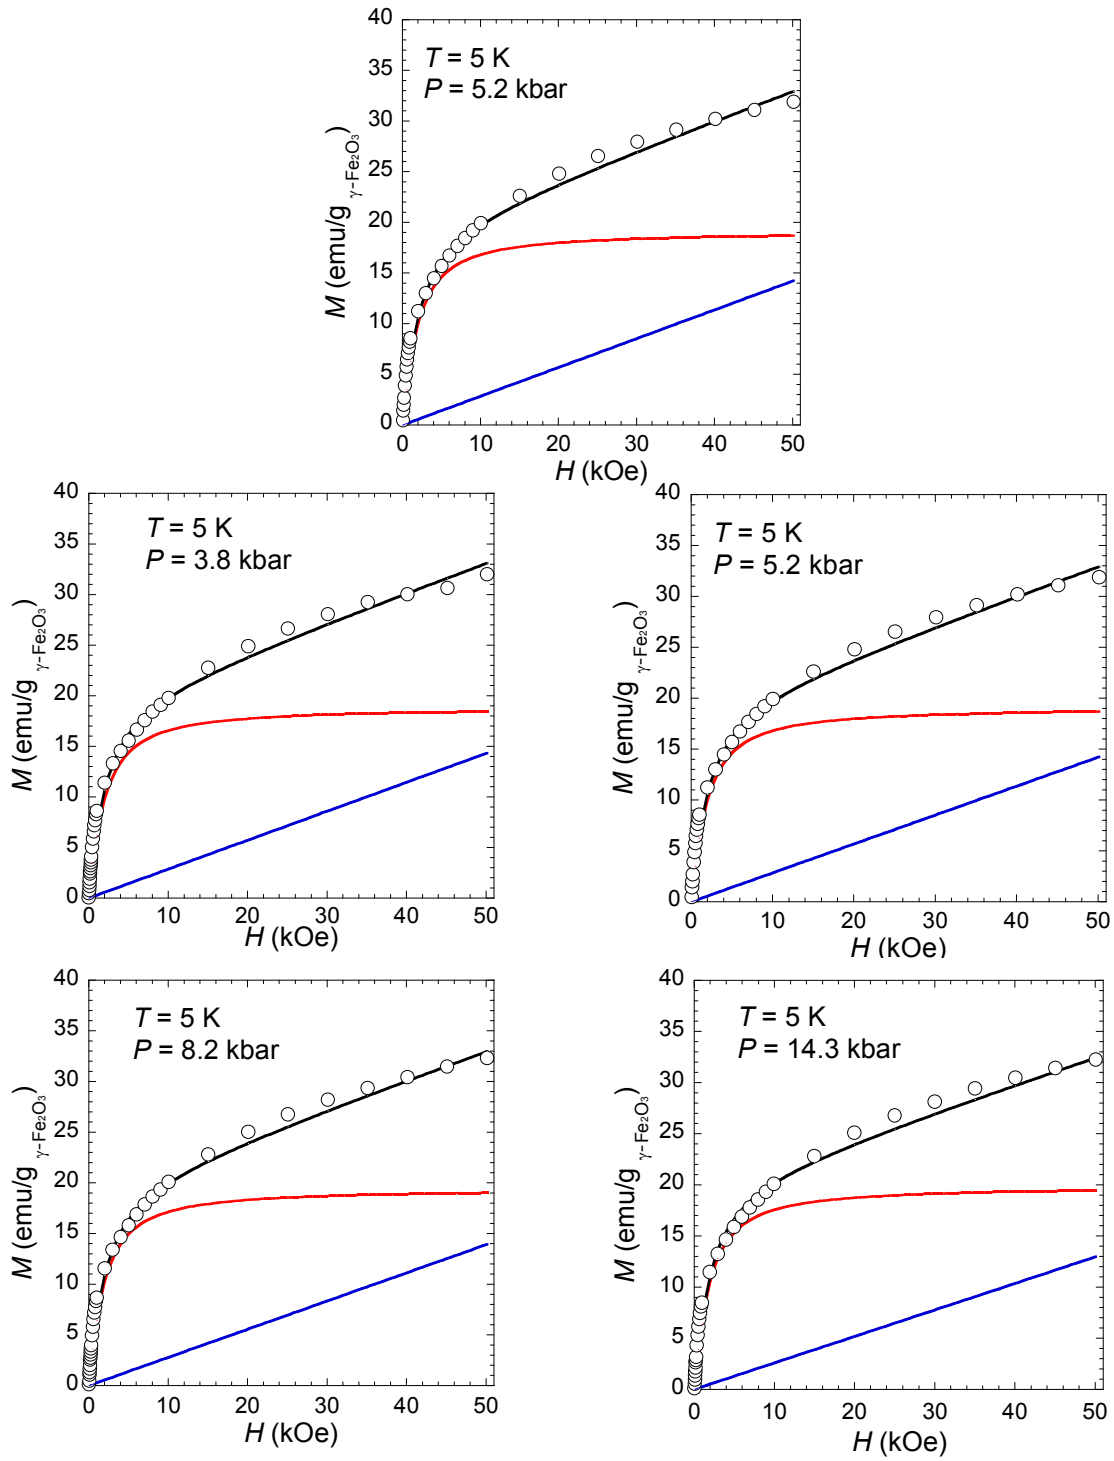 40
35
30
25
20
15
10
5
0
M (emu/g γ-Fe₂O₃)
T = 5 K
P = 5.2 kbar
0 10 20 30 40 50
H (kOe)
40
35
30
25
20
15
10
5
0
M (emu/g γ-Fe₂O₃)
T = 5 K
P = 3.8 kbar
0 10 20 30 40 50
H (kOe)
40
35
30
25
20
15
10
5
0
M (emu/g γ-Fe₂O₃)
T = 5 K
P = 5.2 kbar
0 10 20 30 40 50
H (kOe)
40
35
30
25
20
15
10
5
0
M (emu/g γ-Fe₂O₃)
T = 5 K
P = 8.2 kbar
0 10 20 30 40 50
H (kOe)
40
35
30
25
20
15
10
5
0
M (emu/g γ-Fe₂O₃)
T = 5 K
P = 14.3 kbar
0 10 20 30 40 50
H (kOe)